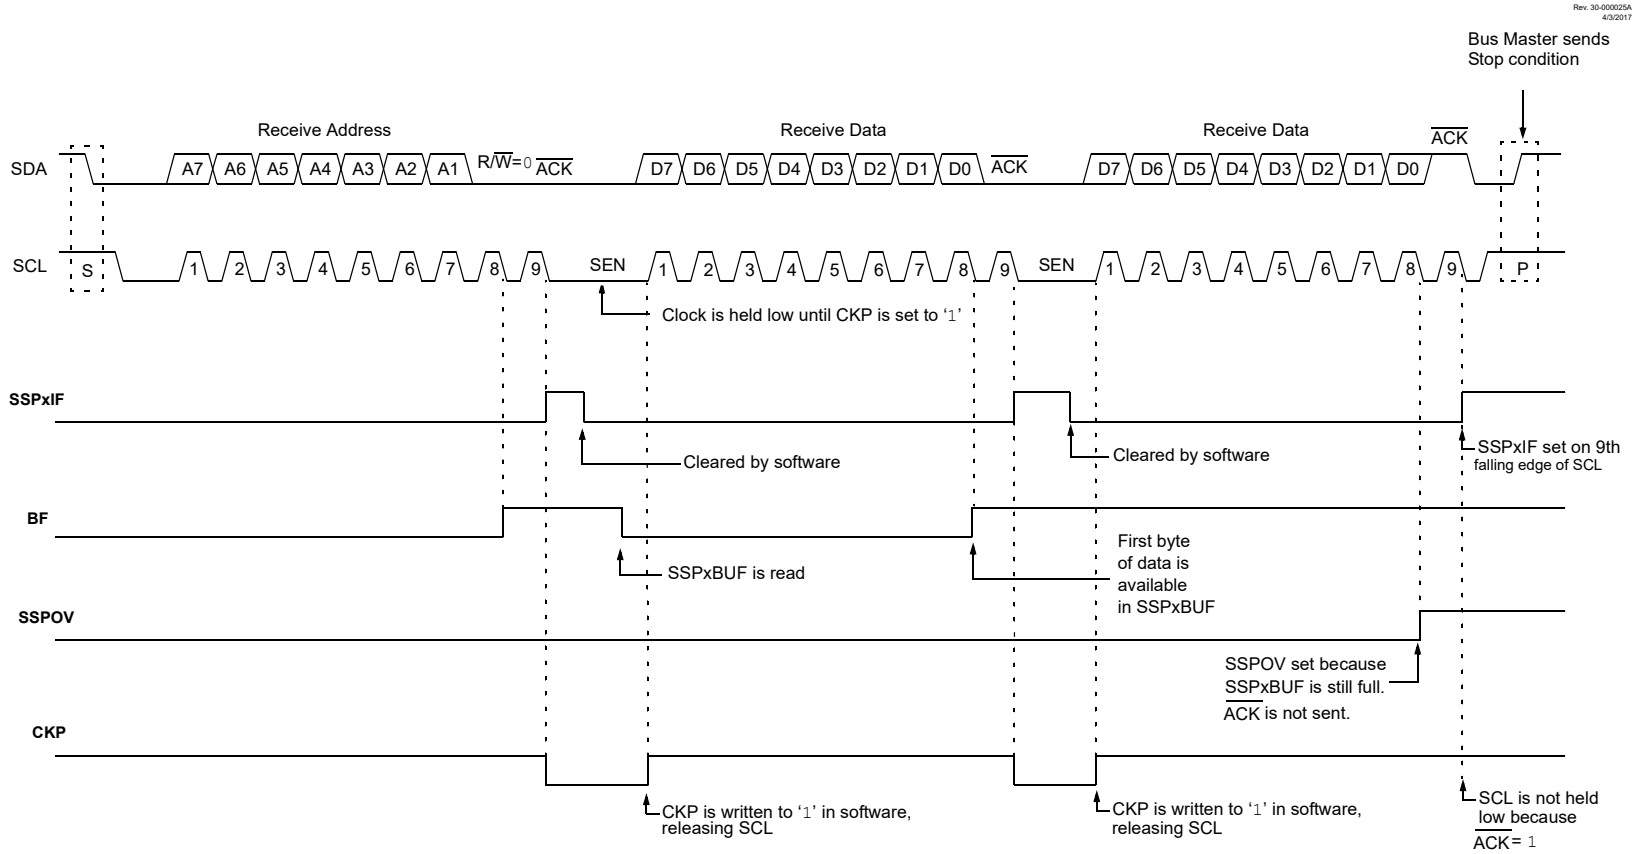 Rev. 30-000025A
4/3/2017
Bus Master sends
Stop condition
Receive Address
Receive Data
Receive Data
ACK
SDA
A7 A6 A5 A4 A3 A2 A1 R/W=0 ACK
D7 D6 D5 D4 D3 D2 D1 D0 ACK
D7 D6 D5 D4 D3 D2 D1 D0
SCL
S
1 2 3 4 5 6 7 8 9 SEN
1 2 3 4 5 6 7 8 9 SEN
1 2 3 4 5 6 7 8 9 P
Clock is held low until CKP is set to ‘1’
SSPxIF
Cleared by software
Cleared by software
SSPxIF set on 9th
falling edge of SCL
BF
SSPxBUF is read
First byte
of data is
available
in SSPxBUF
SSPOV
SSPOV set because
SSPxBUF is still full.
ACK is not sent.
CKP
CKP is written to ‘1’ in software,
releasing SCL
CKP is written to ‘1’ in software,
releasing SCL
SCL is not held
low because
ACK= 1